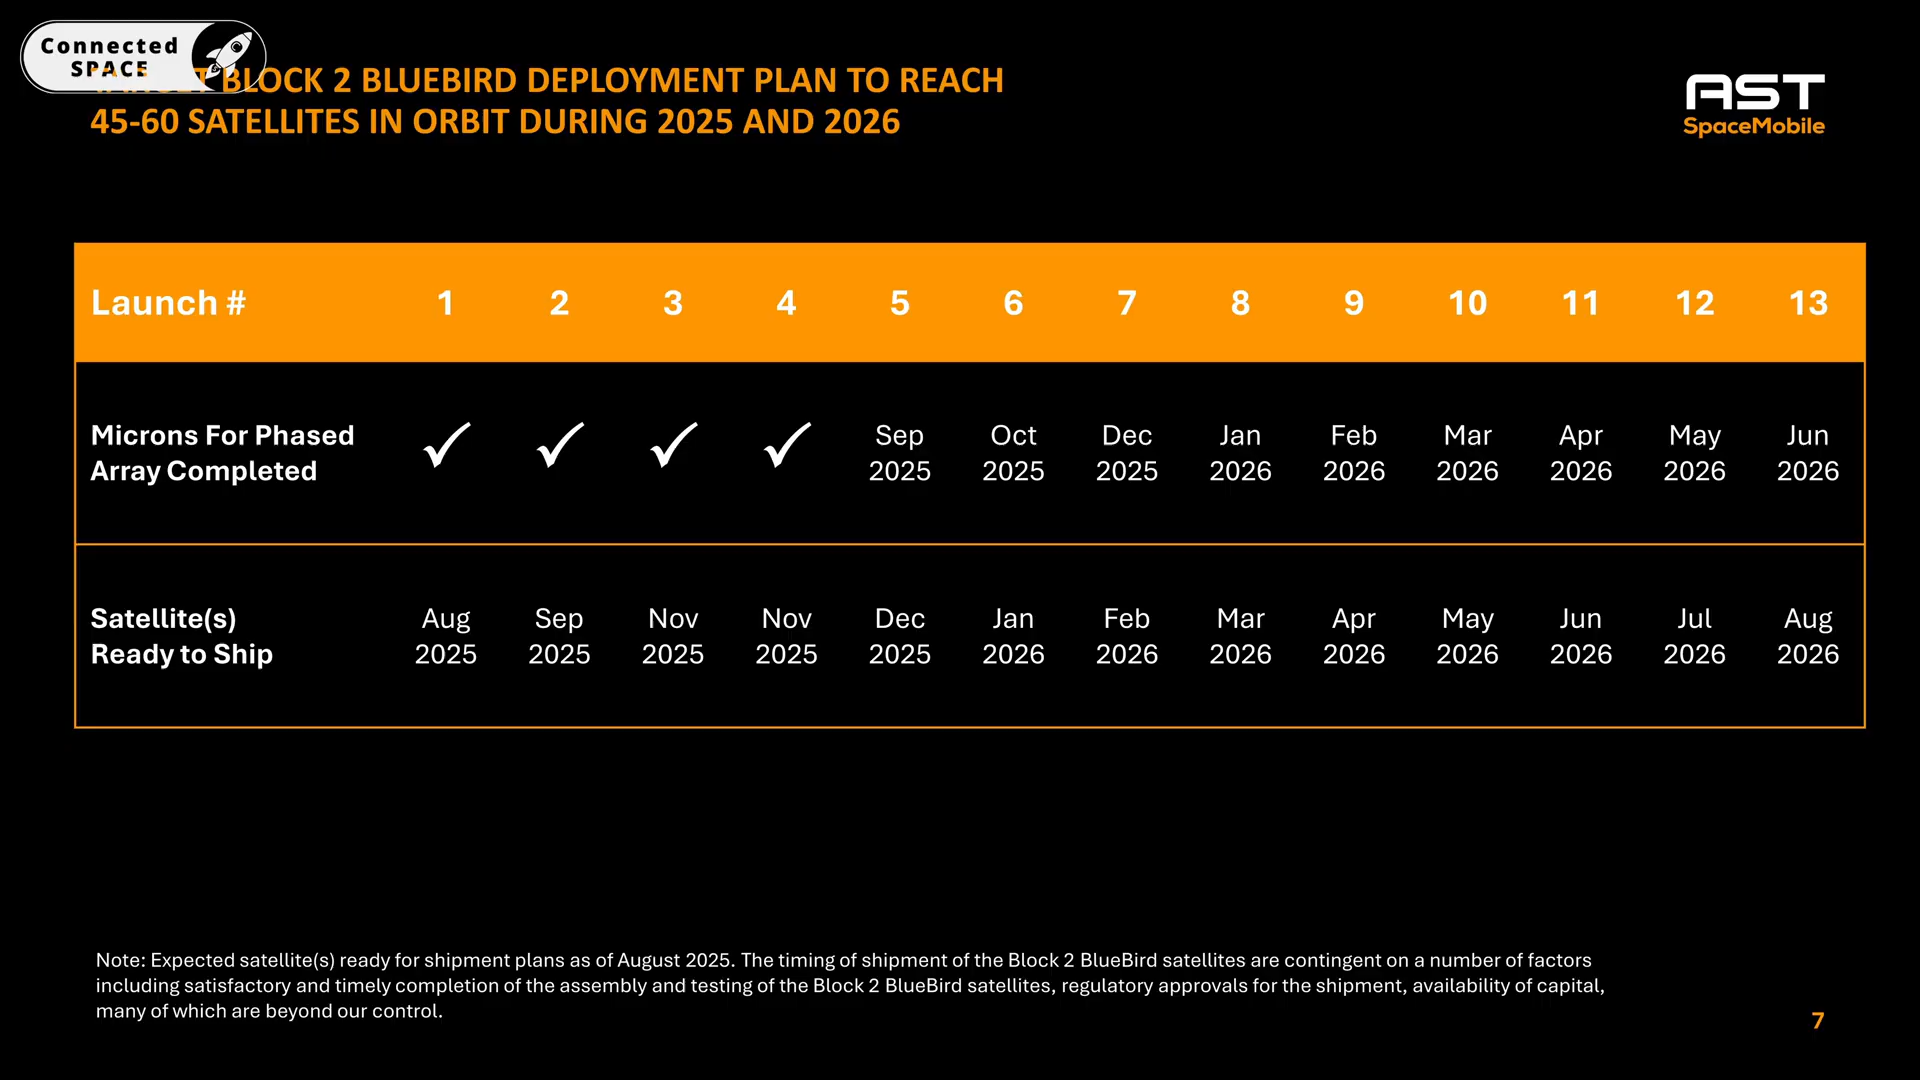 Connected
SPACE
BLOCK 2 BLUEBIRD DEPLOYMENT PLAN TO REACH
45-60 SATELLITES IN ORBIT DURING 2025 AND 2026
AST
SpaceMobile
Launch # 1 2 3 4 5 6 7 8 9 10 11 12 13
Microns For Phased Array Completed ✓ ✓ ✓ ✓ Sep 2025 Oct 2025 Dec 2025 Jan 2026 Feb 2026 Mar 2026 Apr 2026 May 2026 Jun 2026
Satellite(s) Ready to Ship Aug 2025 Sep 2025 Nov 2025 Nov 2025 Dec 2025 Jan 2026 Feb 2026 Mar 2026 Apr 2026 May 2026 Jun 2026 Jul 2026 Aug 2026
Note: Expected satellite(s) ready for shipment plans as of August 2025. The timing of shipment of the Block 2 BlueBird satellites are contingent on a number of factors
including satisfactory and timely completion of the assembly and testing of the Block 2 BlueBird satellites, regulatory approvals for the shipment, availability of capital,
many of which are beyond our control.
7